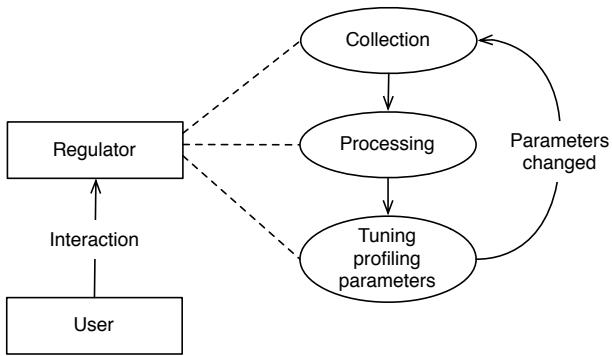 Collection
Regulator
Processing
Parameters
changed
Interaction
Tuning
profiling
parameters
User